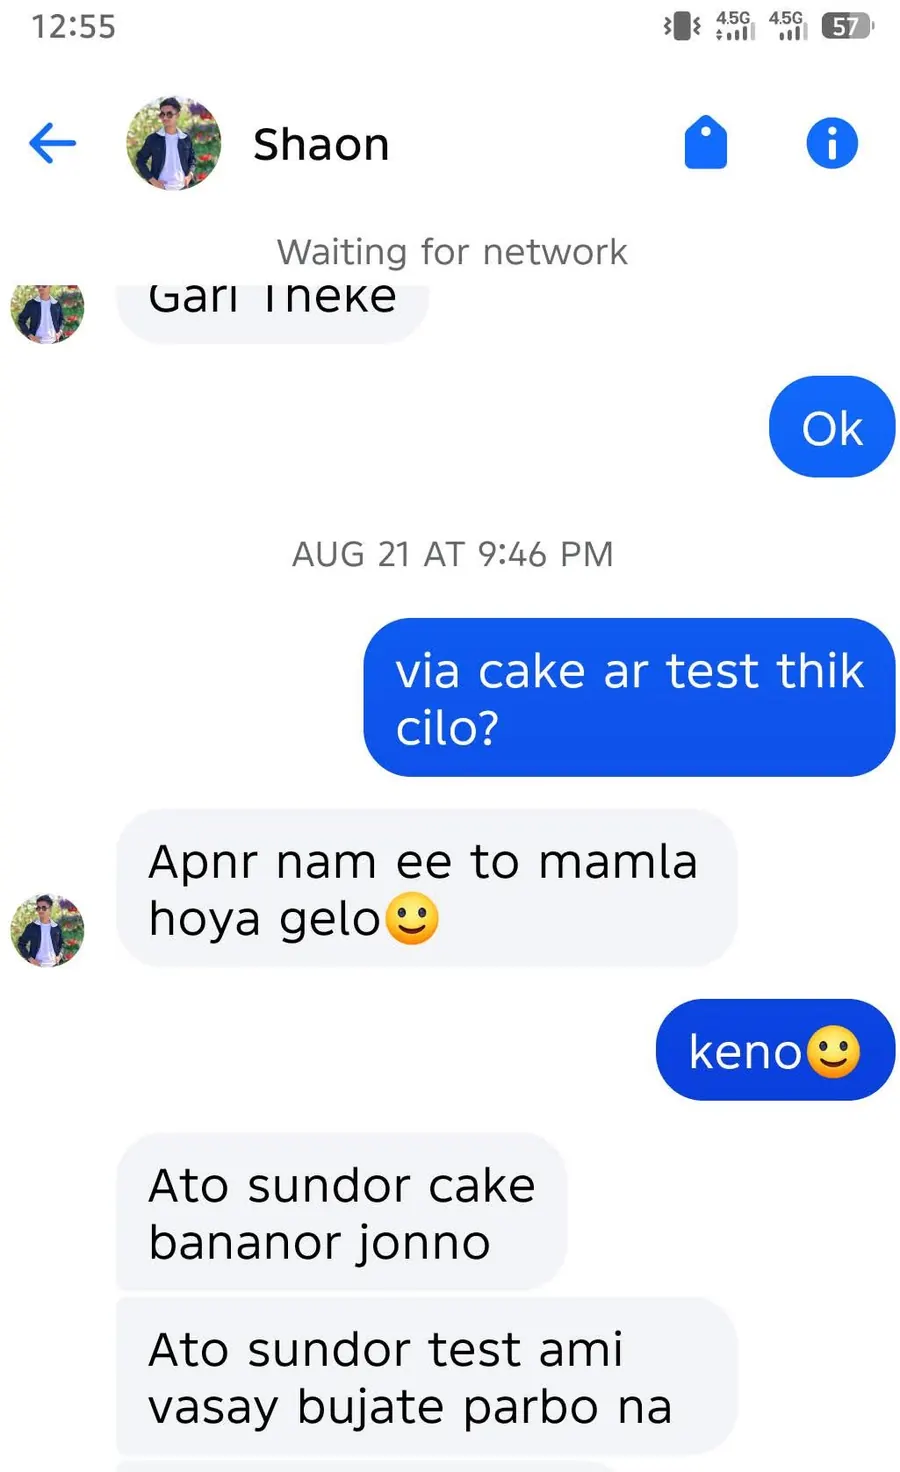 12:55
4.5G 4.5G 57
Shaon
Waiting for network
Gari Theke
Ok
AUG 21 AT 9:46 PM
via cake ar test thik
cilo?
Apnr nam ee to mamla
hoya gelo🙂
keno🙂
Ato sundor cake
bananor jonno
Ato sundor test ami
vasay bujate parbo na